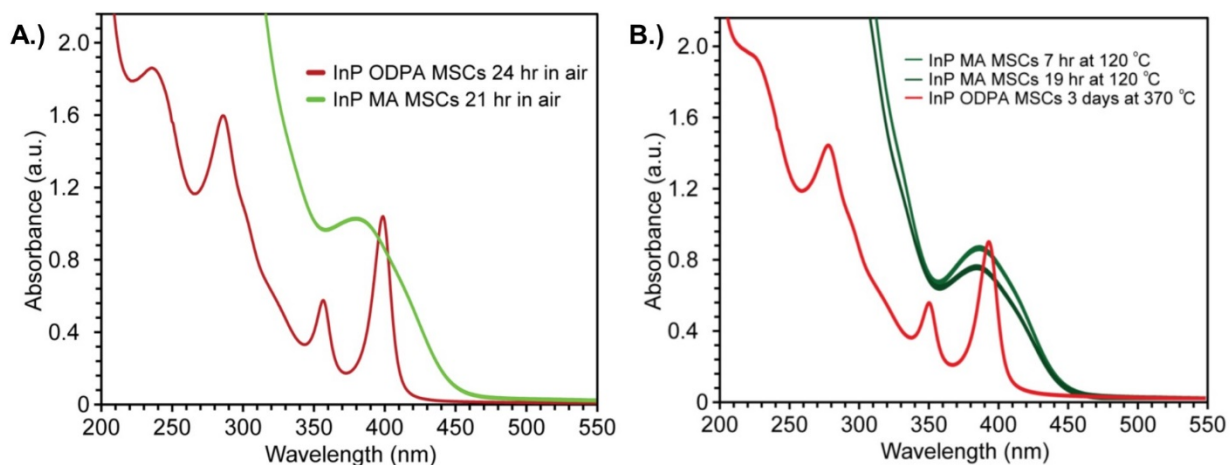 A.)
InP ODPA MSCs 24 hr in air
InP MA MSCs 21 hr in air
Absorbance (a.u.)
2.0
1.6
1.2
0.8
0.4
0
200 250 300 350 400 450 500 550
Wavelength (nm)
B.)
InP MA MSCs 7 hr at 120 °C
InP MA MSCs 19 hr at 120 °C
InP ODPA MSCs 3 days at 370 °C
Absorbance (a.u.)
2.0
1.6
1.2
0.8
0.4
0
200 250 300 350 400 450 500 550
Wavelength (nm)